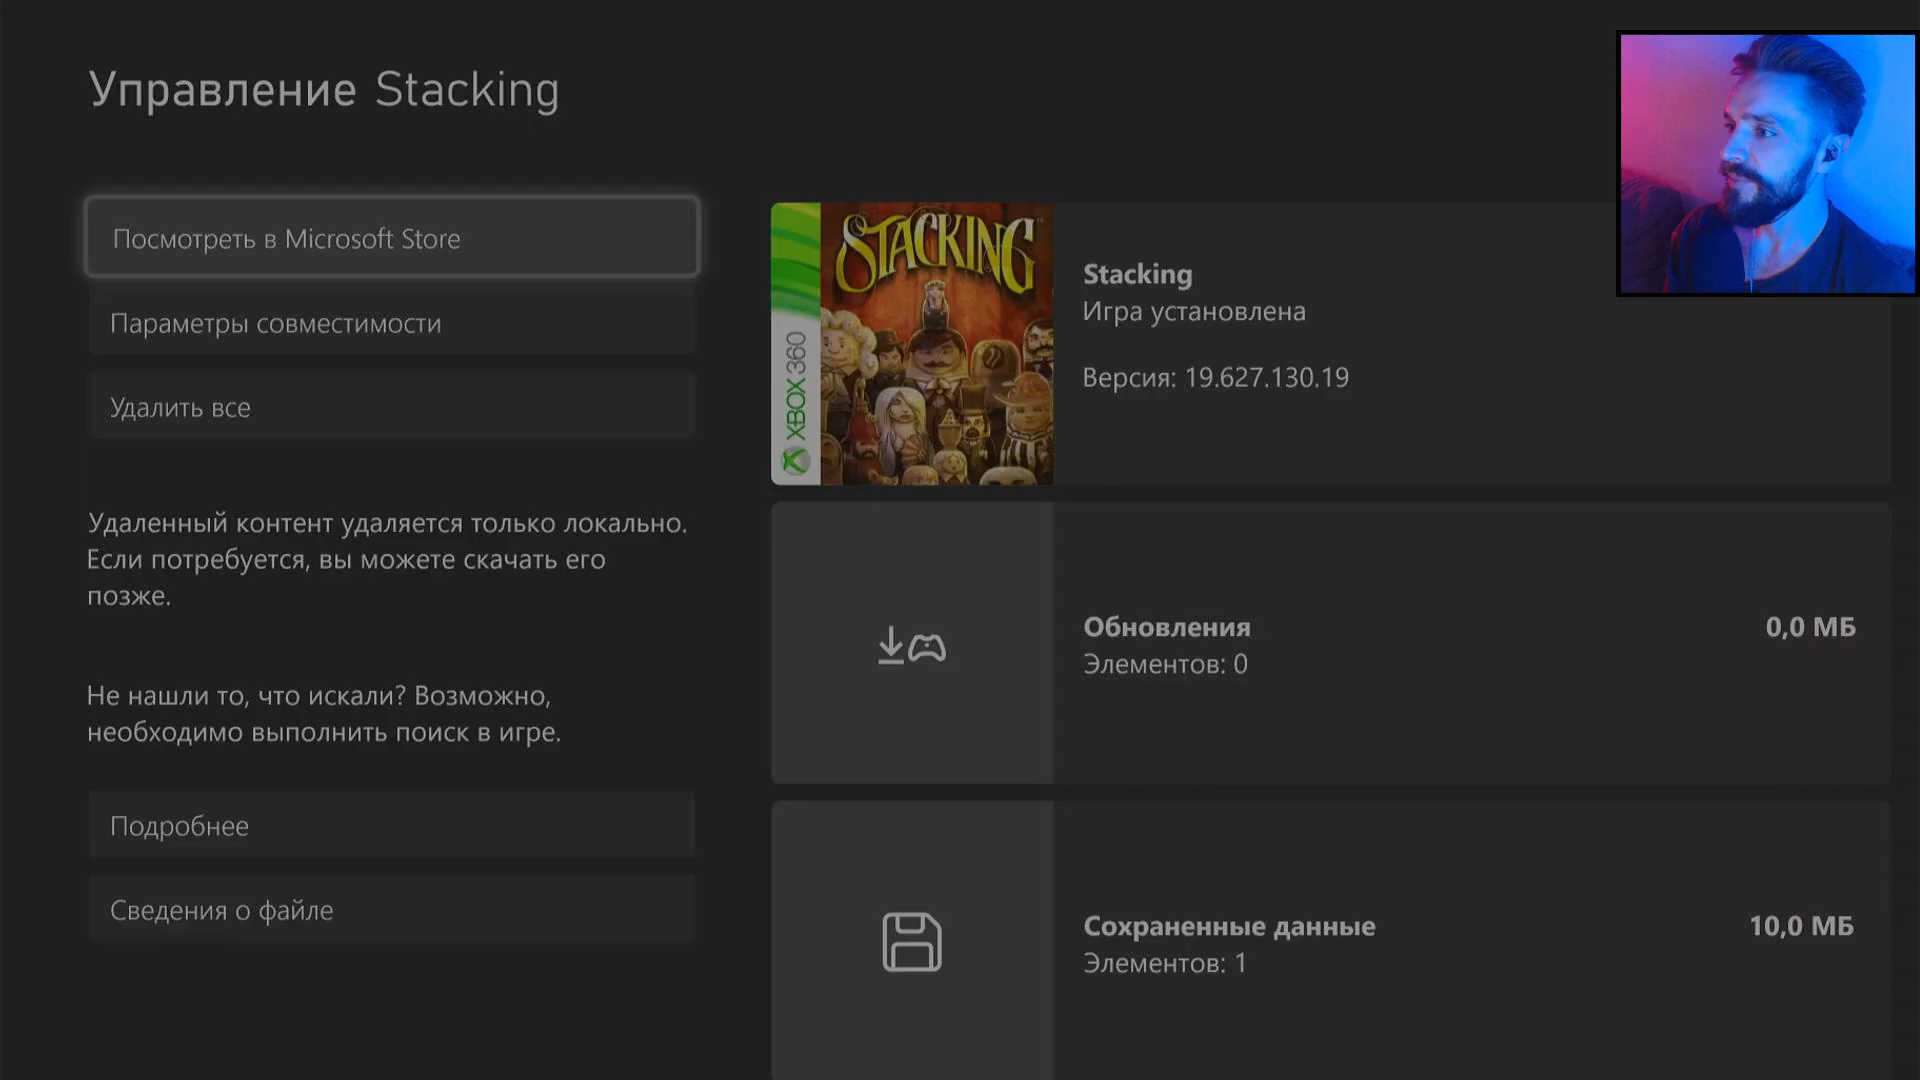 Управление Stacking
Посмотреть в Microsoft Store
Параметры совместимости
Удалить все
Удаленный контент удаляется только локально.
Если потребуется, вы можете скачать его
позже.
Не нашли то, что искали? Возможно,
необходимо выполнить поиск в игре.
Подробнее
Сведения о файле
STACKING
XBOX 360
Stacking
Игра установлена
Версия: 19.627.130.19
Обновления
0,0 МБ
Элементов: 0
Сохраненные данные
10,0 МБ
Элементов: 1